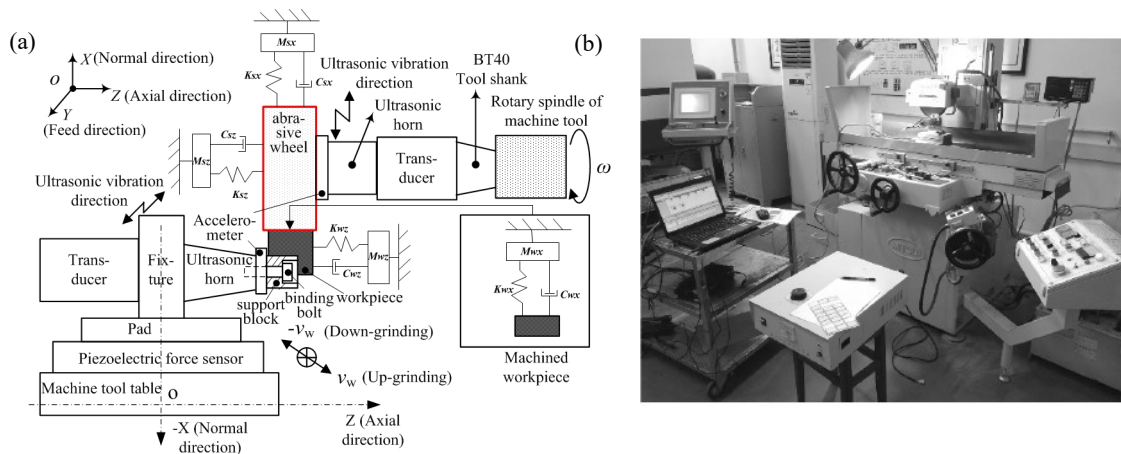 (a)
X (Normal direction)
O
Z (Axial direction)
Y
(Feed direction)
Msx
Ksx
Csx
Ultrasonic vibration
direction
BT40
Tool shank
Ultrasonic
horn
Rotary spindle of
machine tool
abra-
sive
wheel
Trans-
ducer
ω
Csz
Msz
Ksz
Ultrasonic vibration
direction
Accelero-
meter
Trans-
ducer
Fix-
ture
Ultrasonic
horn
Kwz
Mwz
Cwz
support
block
binding
bolt
workpiece
Mwx
Kwx
Cwx
Machined
workpiece
Pad
-vw (Down-grinding)
Piezoelectric force sensor
vw (Up-grinding)
Machine tool table
o
Z (Axial
direction)
-X (Normal
direction)
(b)